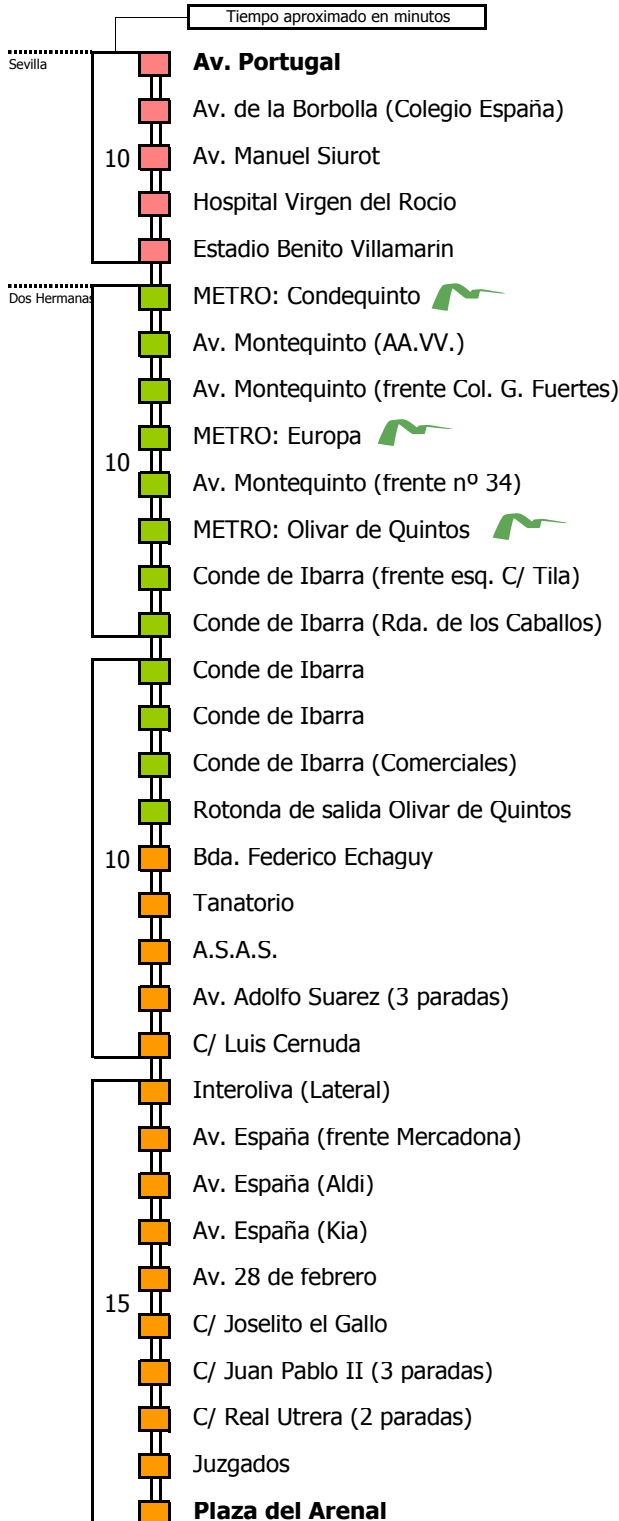 Tiempo aproximado en minutos
Sevilla
Av. Portugal
Av. de la Borbolla (Colegio España)
10 Av. Manuel Siurot
Hospital Virgen del Rocio
Estadio Benito Villamarin
Dos Hermanas METRO: Condequinto
Av. Montequinto (AA.VV.)
Av. Montequinto (frente Col. G. Fuertes)
METRO: Europa
10
Av. Montequinto (frente nº 34)
METRO: Olivar de Quintos
Conde de Ibarra (frente esq. C/ Tila)
Conde de Ibarra (Rda. de los Caballos)
Conde de Ibarra
Conde de Ibarra
Conde de Ibarra (Comerciales)
Rotonda de salida Olivar de Quintos
10 Bda. Federico Echaguy
Tanatorio
A.S.A.S.
Av. Adolfo Suarez (3 paradas)
C/ Luis Cernuda
Interoliva (Lateral)
Av. España (frente Mercadona)
Av. España (Aldi)
Av. España (Kia)
Av. 28 de febrero
15
C/ Joselito el Gallo
C/ Juan Pablo II (3 paradas)
C/ Real Utrera (2 paradas)
Juzgados
Plaza del Arenal